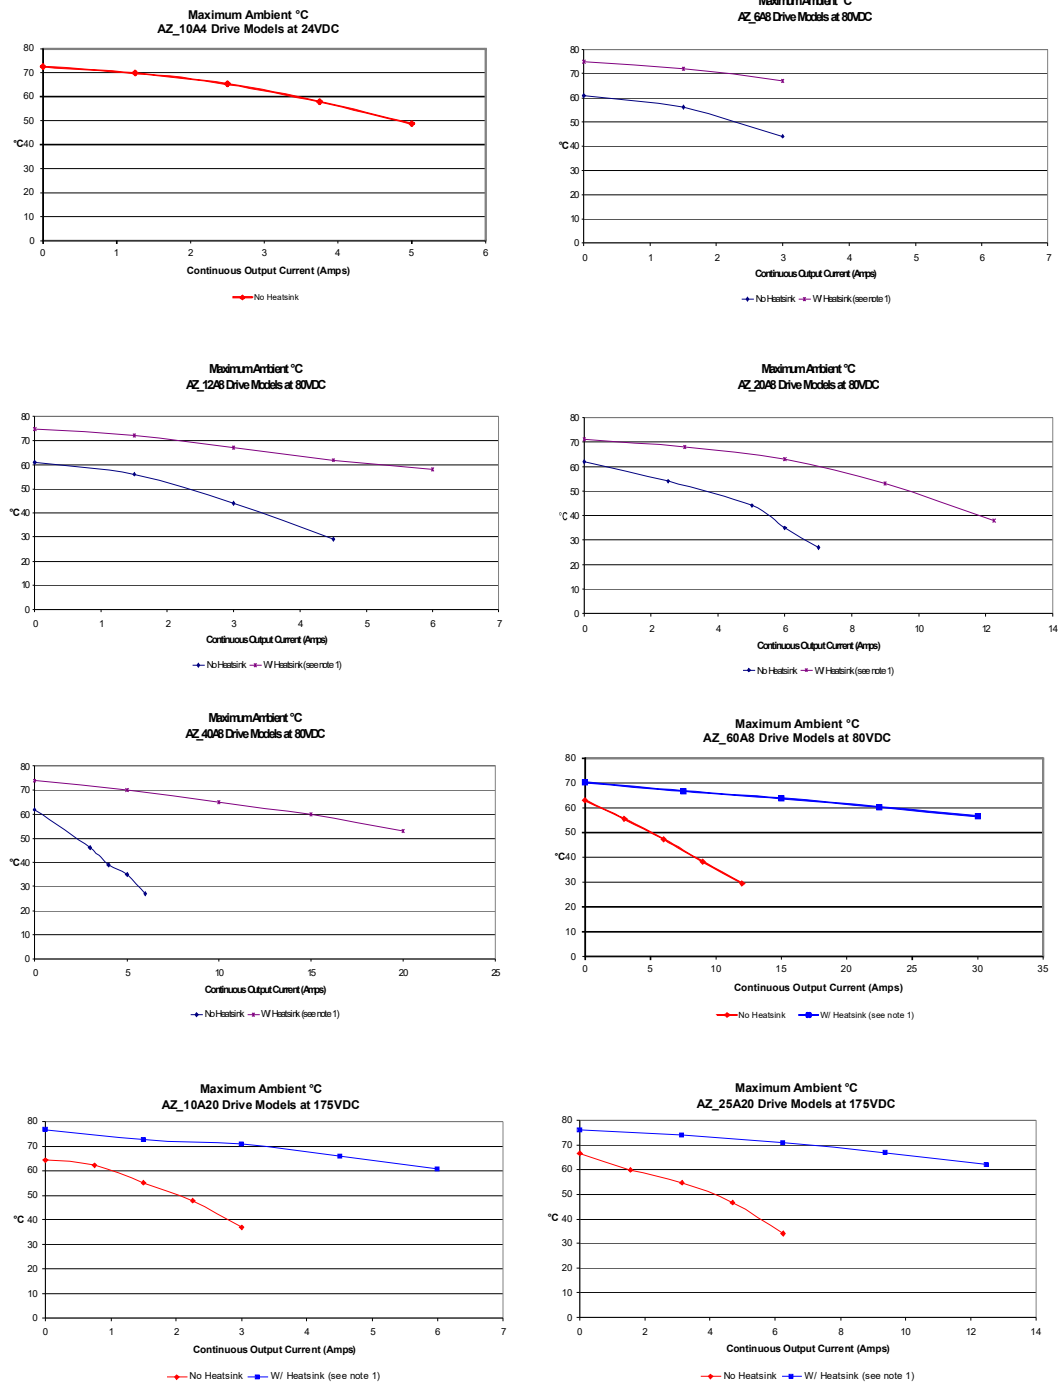 Maximum Ambient °C
AZ_10A4 Drive Models at 24VDC
80
70
60
50
°C 40
30
20
10
0
0 1 2 3 4 5 6
Continuous Output Current (Amps)
No Heatsink
Maximum Ambient °C
AZ_6A8 Drive Models at 80VDC
80
70
60
50
°C 40
30
20
10
0
0 1 2 3 4 5 6 7
Continuous Output Current (Amps)
No Heatsink W/ Heatsink (see note 1)
Maximum Ambient °C
AZ_12A8 Drive Models at 80VDC
80
70
60
50
°C 40
30
20
10
0
0 1 2 3 4 5 6 7
Continuous Output Current (Amps)
No Heatsink W/ Heatsink (see note 1)
Maximum Ambient °C
AZ_20A8 Drive Models at 80VDC
80
70
60
50
°C 40
30
20
10
0
0 2 4 6 8 10 12 14
Continuous Output Current (Amps)
No Heatsink W/ Heatsink (see note 1)
Maximum Ambient °C
AZ_40A8 Drive Models at 80VDC
80
70
60
50
°C 40
30
20
10
0
0 5 10 15 20 25
Continuous Output Current (Amps)
No Heatsink W/ Heatsink (see note 1)
Maximum Ambient °C
AZ_60A8 Drive Models at 80VDC
80
70
60
50
°C 40
30
20
10
0
0 5 10 15 20 25 30 35
Continuous Output Current (Amps)
No Heatsink W/ Heatsink (see note 1)
Maximum Ambient °C
AZ_10A20 Drive Models at 175VDC
80
70
60
50
°C 40
30
20
10
0
0 1 2 3 4 5 6 7
Continuous Output Current (Amps)
No Heatsink W/ Heatsink (see note 1)
Maximum Ambient °C
AZ_25A20 Drive Models at 175VDC
80
70
60
50
°C 40
30
20
10
0
0 2 4 6 8 10 12 14
Continuous Output Current (Amps)
No Heatsink W/ Heatsink (see note 1)